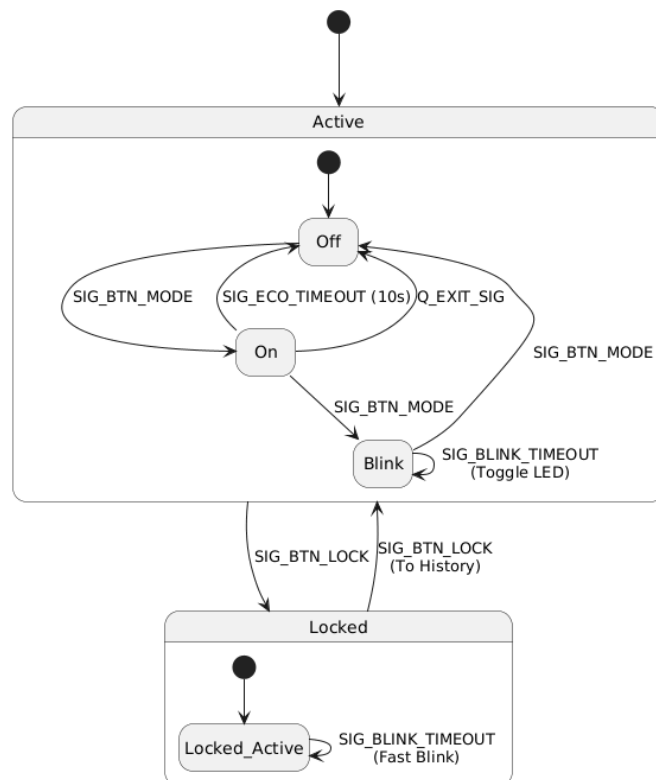 Active
Off
SIG_BTN_MODE
SIG_ECO_TIMEOUT (10s)
Q_EXIT_SIG
On
SIG_BTN_MODE
SIG_BTN_MODE
Blink
SIG_BLINK_TIMEOUT
(Toggle LED)
SIG_BTN_LOCK
SIG_BTN_LOCK
(To History)
Locked
Locked_Active
SIG_BLINK_TIMEOUT
(Fast Blink)